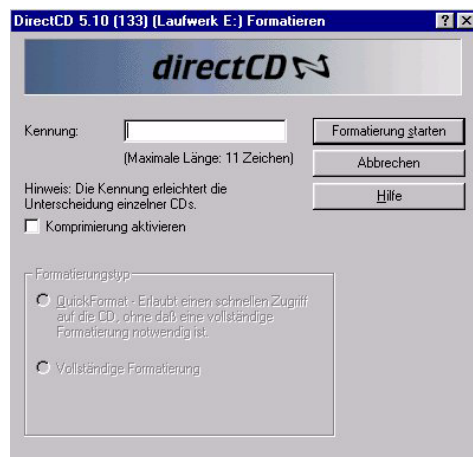 DirectCD 5.10 (133) (Laufwerk E:) Formatieren
directCD
Kennung:
(Maximale Länge: 11 Zeichen)
Formatierung starten
Abbrechen
Hilfe
Hinweis: Die Kennung erleichtert die
Unterscheidung einzelner CDs.
Komprimierung aktivieren
Formatierungstyp
QuickFormat - Erlaubt einen schnellen Zugriff
auf die CD, ohne daß eine vollständige
Formatierung notwendig ist.
Vollständige Formatierung